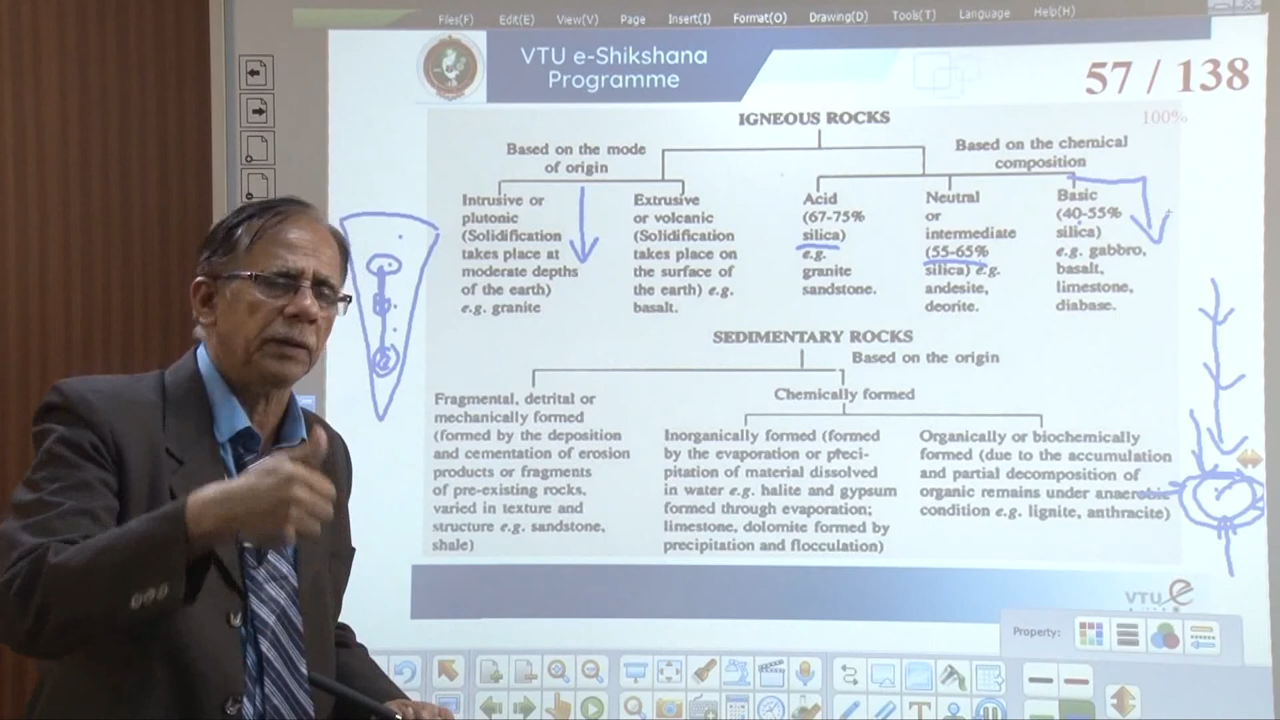 Files(F) Edit(E) View(V) Page Insert(I) Format(O) Drawing(D) Tools(T) Language Help(H)
VTU e-Shikshana
Programme
57 / 138
100%
IGNEOUS ROCKS
Based on the mode
of origin
Based on the chemical
composition
Intrusive or
plutonic
(Solidification
takes place at
moderate depths
of the earth)
e.g. granite
Extrusive
or volcanic
(Solidification
takes place on
the surface of
the earth) e.g.
basalt.
Acid
(67-75%
silica)
e.g.
granite
sandstone.
Neutral
or
intermediate
(55-65%
silica) e.g.
andesite,
deorite.
Basic
(40-55%
silica)
e.g. gabbro,
basalt,
limestone,
diabase.
SEDIMENTARY ROCKS
Based on the origin
Fragmental, detrital or
mechanically formed
(formed by the deposition
and cementation of erosion
products or fragments
of pre-existing rocks,
varied in texture and
structure e.g. sandstone,
shale)
Chemically formed
Inorganically formed (formed
by the evaporation or preci-
pitation of material dissolved
in water e.g. halite and gypsum
formed through evaporation;
limestone, dolomite formed by
precipitation and flocculation)
Organically or biochemically
formed (due to the accumulation
and partial decomposition of
organic remains under anaerobic
condition e.g. lignite, anthracite)
VTU e
Property: